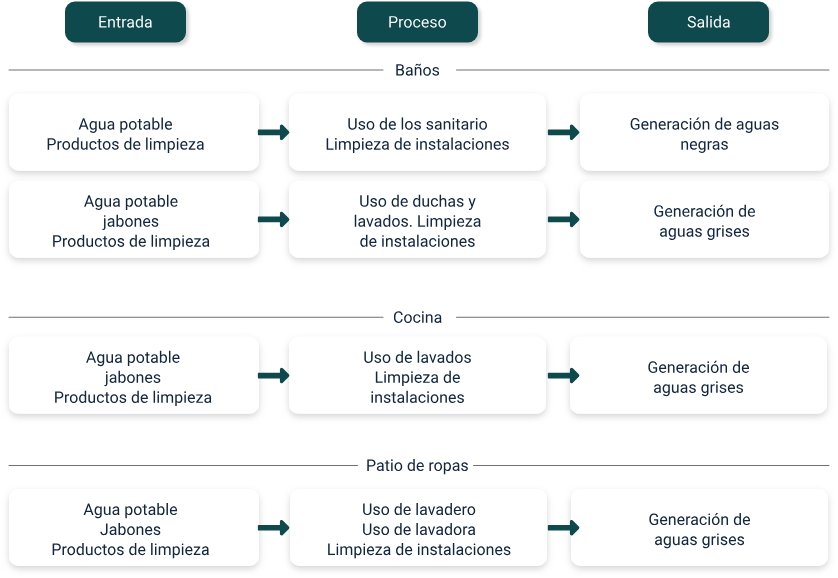 Entrada
Proceso
Salida
Baños
Agua potable
Productos de limpieza
Uso de los sanitario
Limpieza de instalaciones
Generación de aguas
negras
Agua potable
jabones
Productos de limpieza
Uso de duchas y
lavados. Limpieza
de instalaciones
Generación de
aguas grises
Cocina
Agua potable
jabones
Productos de limpieza
Uso de lavados
Limpieza de
instalaciones
Generación de
aguas grises
Patio de ropas
Agua potable
Jabones
Productos de limpieza
Uso de lavadero
Uso de lavadora
Limpieza de instalaciones
Generación de
aguas grises